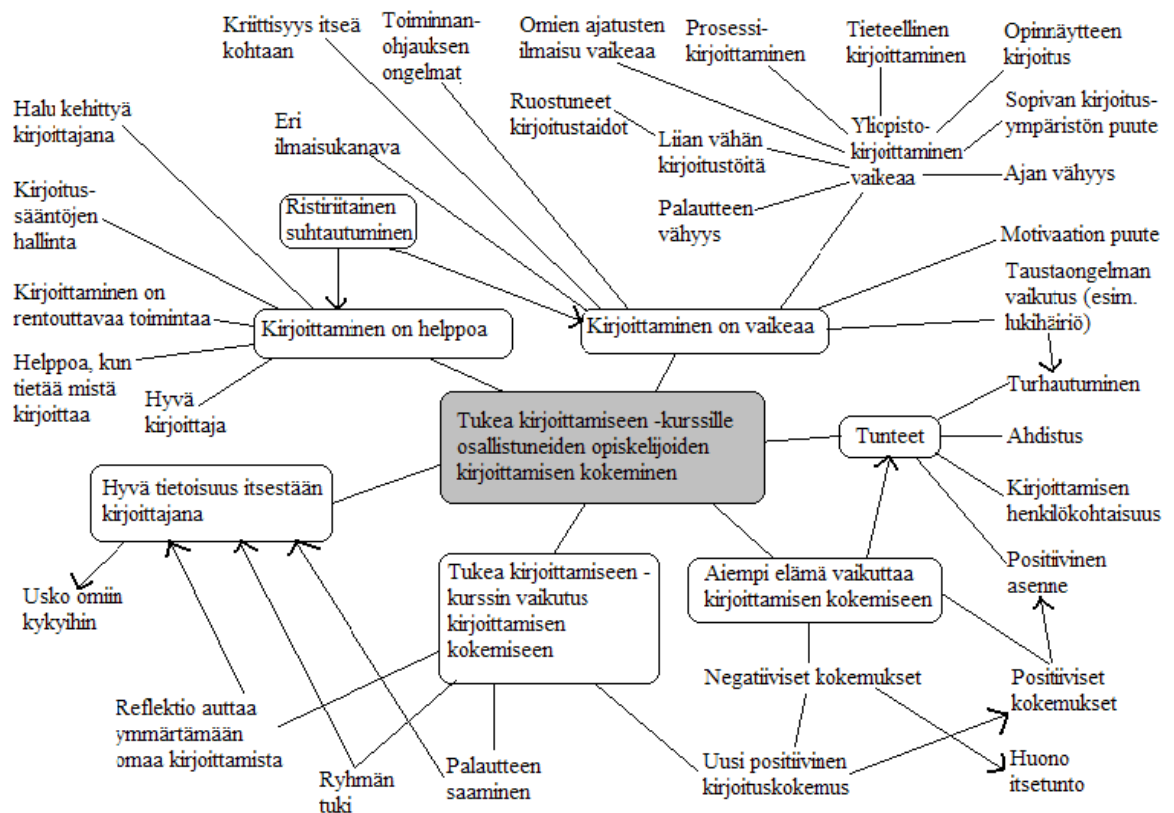 Kriittisyys itseä
kohtaan
Toiminnan-
ohjauksen
ongelmat
Omien ajatusten
ilmaisu vaikeaa
Prosessi-
kirjoittaminen
Tieteellinen
kirjoittaminen
Opinnäytteen
kirjoitus
Halu kehittyä
kirjoittajana
Eri
ilmaisukanava
Ruostuneet
kirjoitustaidot
Liian vähän
kirjoitustöitä
Yliopisto-
kirjoittaminen
vaikeaa
Sopivan kirjoitus-
ympäristön puute
Ajan vähyys
Kirjoitus-
sääntöjen
hallinta
Ristiriitainen
suhtautuminen
Palautteen
vähyys
Motivaation puute
Kirjoittaminen on
rentouttavaa toimintaa
Kirjoittaminen on helppoa
Kirjoittaminen on vaikeaa
Taustaongelman
vaikutus (esim.
lukihäiriö)
Helppoa, kun
tietää mistä
kirjoittaa
Hyvä
kirjoittaja
Turhautuminen
Tukea kirjoittamiseen -kurssille
osallistuneiden opiskelijoiden
kirjoittamisen kokeminen
Tunteet
Ahdistus
Hyvä tietoisuus itsestään
kirjoittajana
Kirjoittamisen
henkilökohtaisuus
Usko omiin
kykyihin
Tukea kirjoittamiseen -
kurssin vaikutus
kirjoittamisen
kokemiseen
Aiempi elämä vaikuttaa
kirjoittamisen kokemiseen
Positiivinen
asenne
Reflektio auttaa
ymmärtämään
omaa kirjoittamista
Ryhmän
tuki
Palautteen
saaminen
Negatiiviset kokemukset
Uusi positiivinen
kirjoituskokemus
Positiiviset
kokemukset
Huono
itsetunto